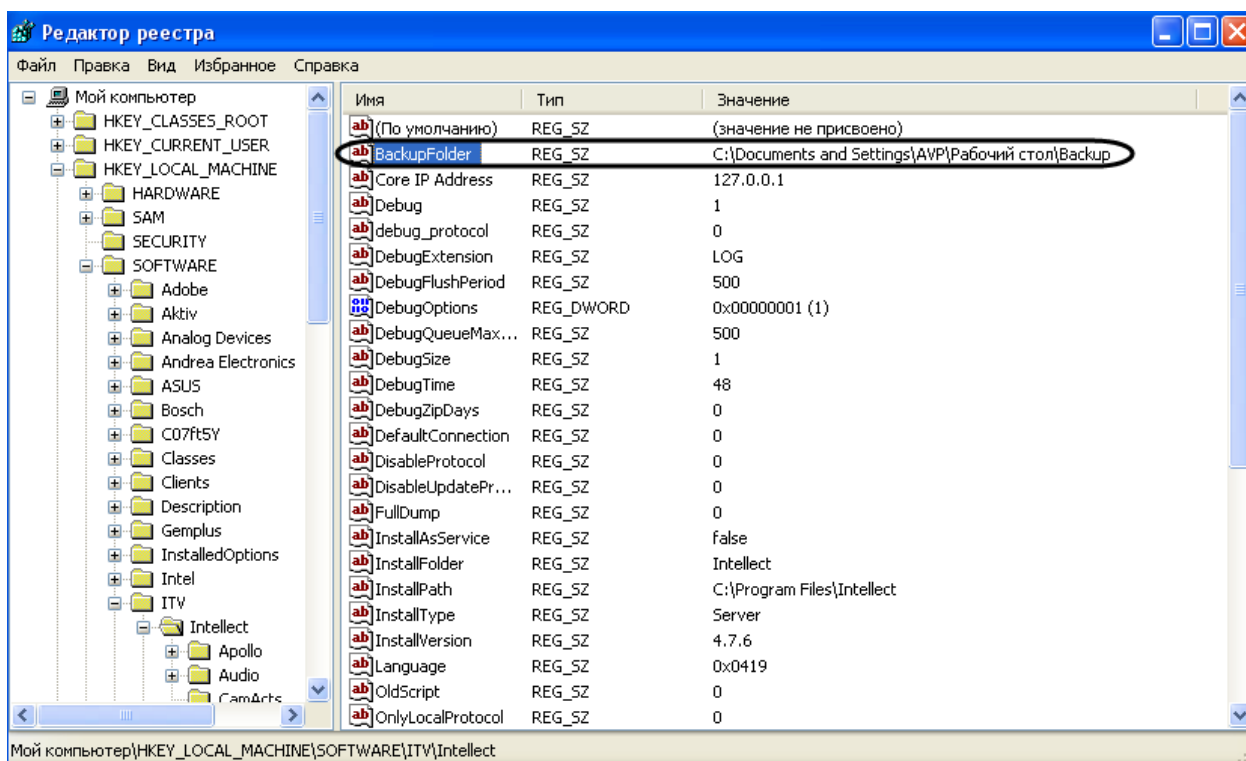 Редактор реестра
Файл Правка Вид Избранное Справка
Мой компьютер
HKEY_CLASSES_ROOT
HKEY_CURRENT_USER
HKEY_LOCAL_MACHINE
HARDWARE
SAM
SECURITY
SOFTWARE
Adobe
Aktiv
Analog Devices
Andrea Electronics
ASUS
Bosch
C07ft5Y
Classes
Clients
Description
Gemplus
InstalledOptions
Intel
ITV
Intellect
Apollo
Audio
CamActs
Имя Тип Значение
(По умолчанию) REG_SZ (значение не присвоено)
BackupFolder REG_SZ C:\Documents and Settings\AVP\Рабочий стол\Backup
Core IP Address REG_SZ 127.0.0.1
Debug REG_SZ 1
debug_protocol REG_SZ 0
DebugExtension REG_SZ LOG
DebugFlushPeriod REG_SZ 500
DebugOptions REG_DWORD 0x00000001 (1)
DebugQueueMax... REG_SZ 500
DebugSize REG_SZ 1
DebugTime REG_SZ 48
DebugZipDays REG_SZ 0
DefaultConnection REG_SZ 0
DisableProtocol REG_SZ 0
DisableUpdatePr... REG_SZ 0
FullDump REG_SZ 0
InstallAsService REG_SZ false
InstallFolder REG_SZ Intellect
InstallPath REG_SZ C:\Program Files\Intellect
InstallType REG_SZ Server
InstallVersion REG_SZ 4.7.6
Language REG_SZ 0x0419
OldScript REG_SZ 0
OnlyLocalProtocol REG_SZ 0
Мой компьютер\HKEY_LOCAL_MACHINE\SOFTWARE\ITV\Intellect